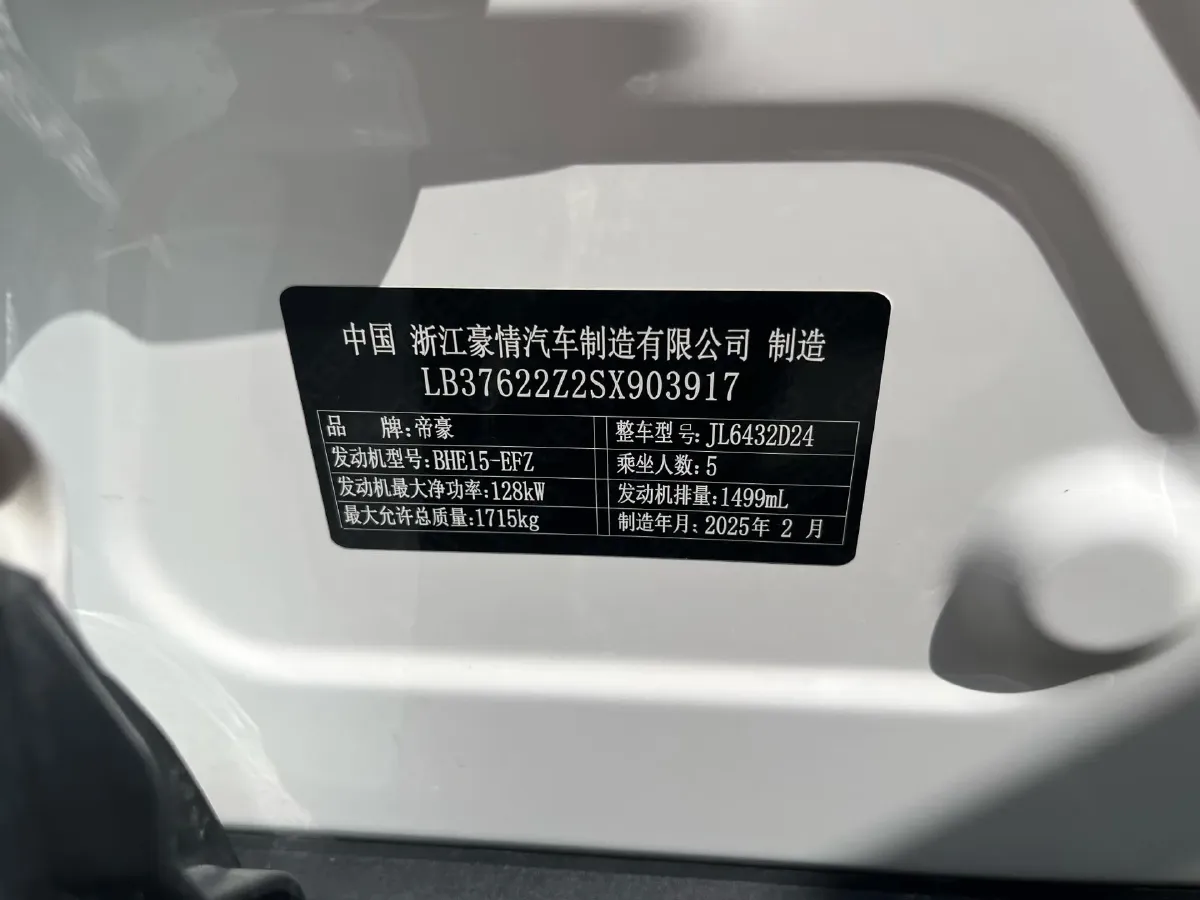 中国 浙江豪情汽车制造有限公司 制造
LB37622Z2SX903917
品 牌:帝豪 整车型号:JL6432D24
发动机型号:BHE15-EFZ 乘坐人数:5
发动机最大净功率:128kW 发动机排量:1499mL
最大允许总质量:1715kg 制造年月:2025年 2 月